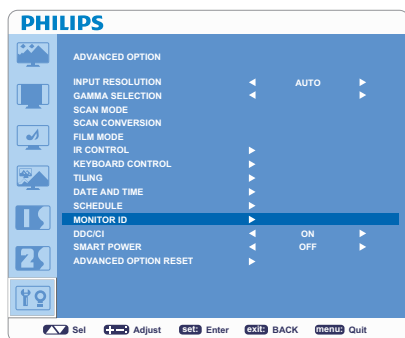 PHILIPS
ADVANCED OPTION
INPUT RESOLUTION AUTO
GAMMA SELECTION
SCAN MODE
SCAN CONVERSION
FILM MODE
IR CONTROL
KEYBOARD CONTROL
TILING
DATE AND TIME
SCHEDULE
MONITOR ID
DDC/CI ON
SMART POWER OFF
ADVANCED OPTION RESET
Sel Adjust set: Enter exit: BACK menu: Quit